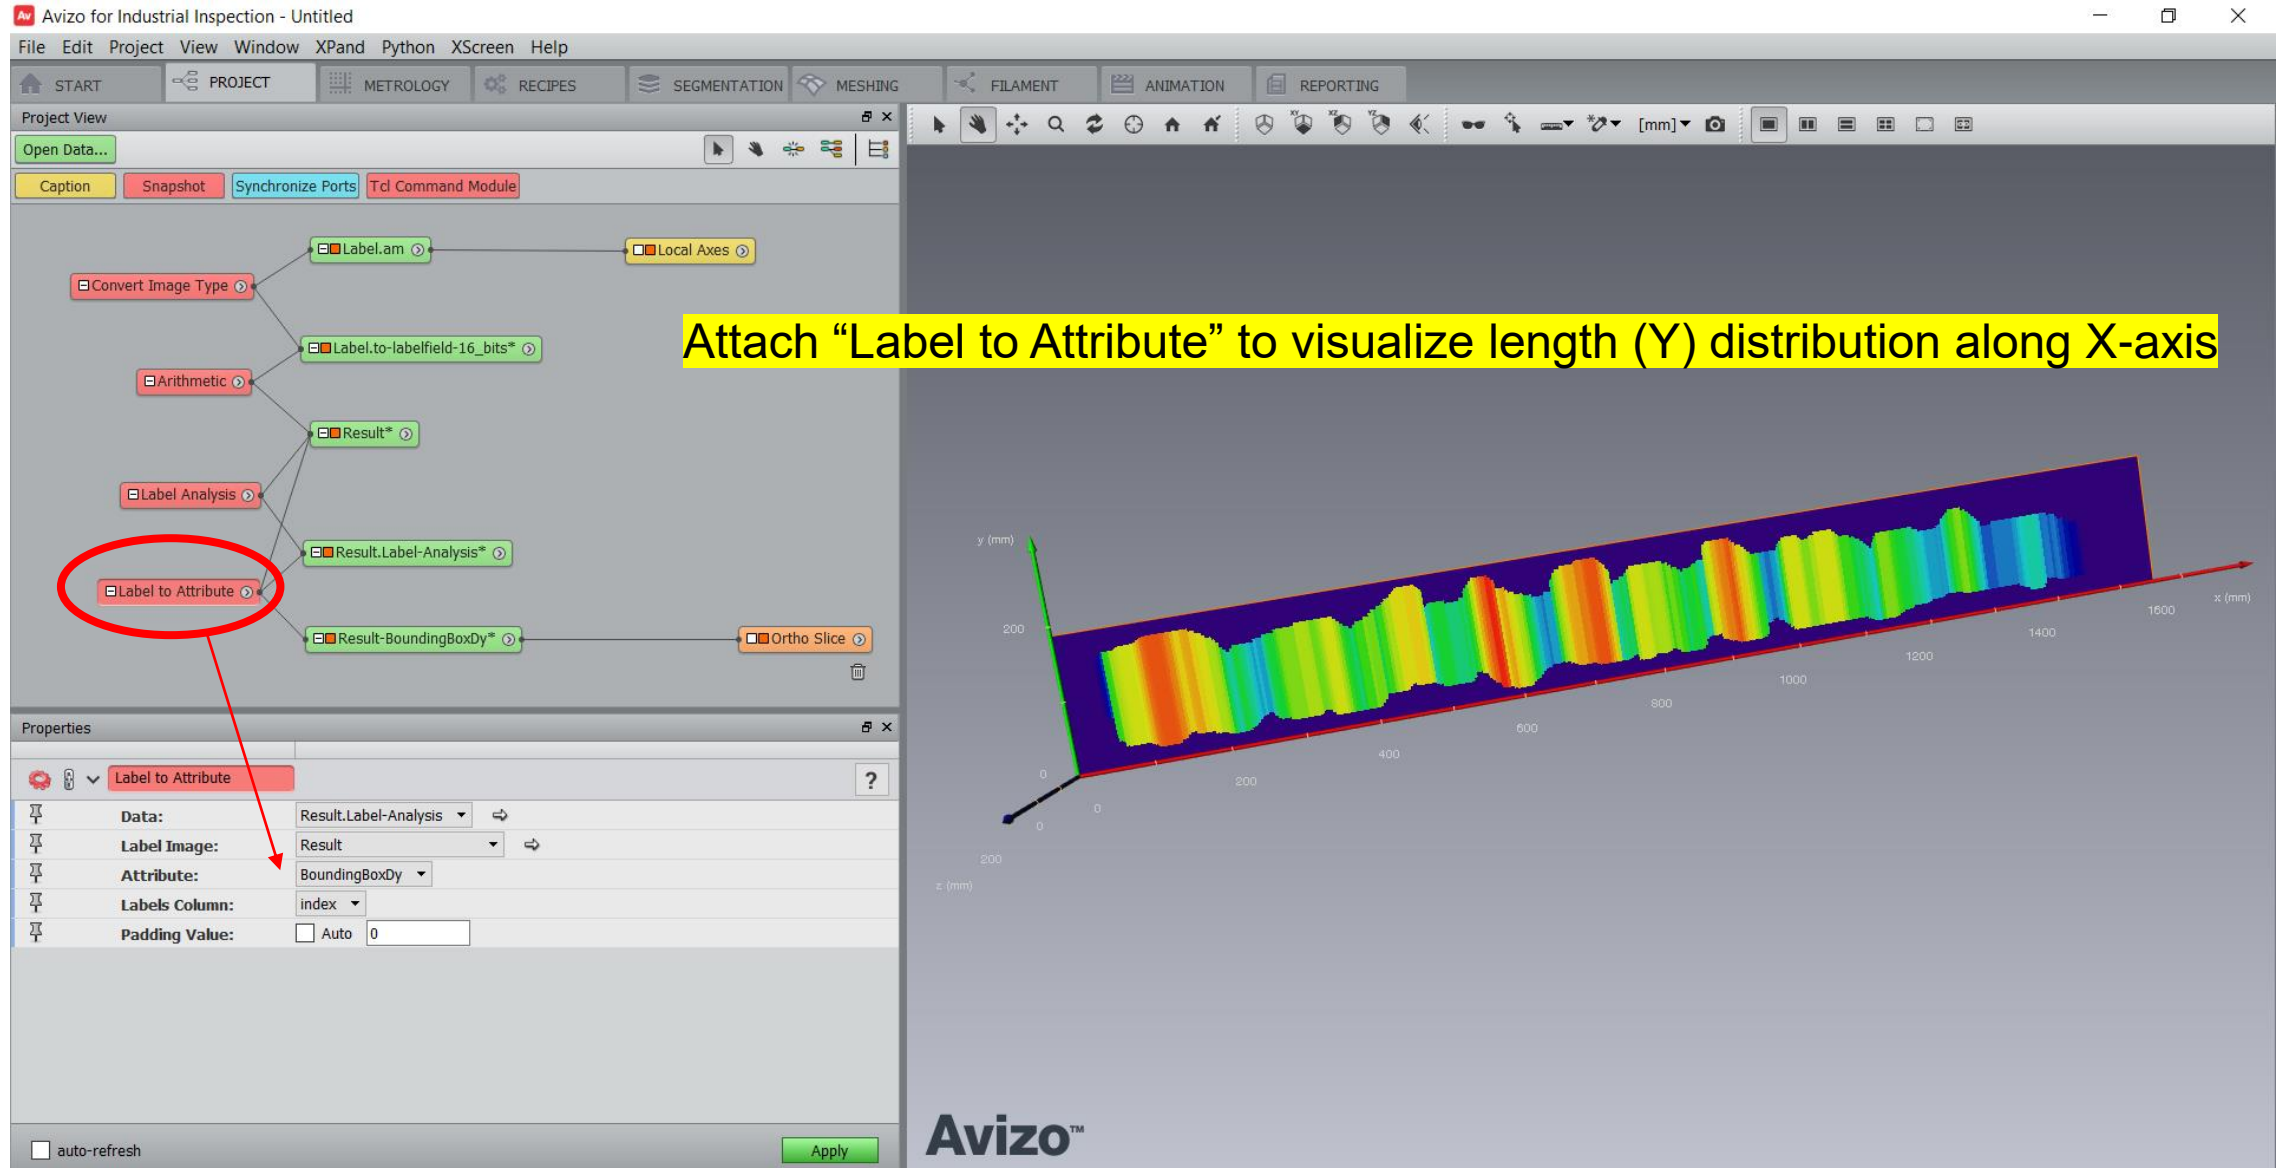 Avizo for Industrial Inspection - Untitled
File Edit Project View Window XPand Python XScreen Help
START PROJECT METROLOGY RECIPES SEGMENTATION MESHING FILAMENT ANIMATION REPORTING
Project View
Open Data...
Caption Snapshot Synchronize Ports Tcl Command Module
Label.am Local Axes
Convert Image Type
Label.to-labelfield-16_bits*
Arithmetic
Result*
Label Analysis
Result.Label-Analysis*
Label to Attribute
Result-BoundingBoxDy* Ortho Slice
XY XZ YZ [mm]
Attach “Label to Attribute” to visualize length (Y) distribution along X-axis
y (mm)
200
0
0
0
200
z (mm)
200
400
600
800
1000
1200
1400
1600
x (mm)
Properties
Label to Attribute ?
Data: Result.Label-Analysis
Label Image: Result
Attribute: BoundingBoxDy
Labels Column: index
Padding Value: Auto 0
auto-refresh Apply
Avizo™